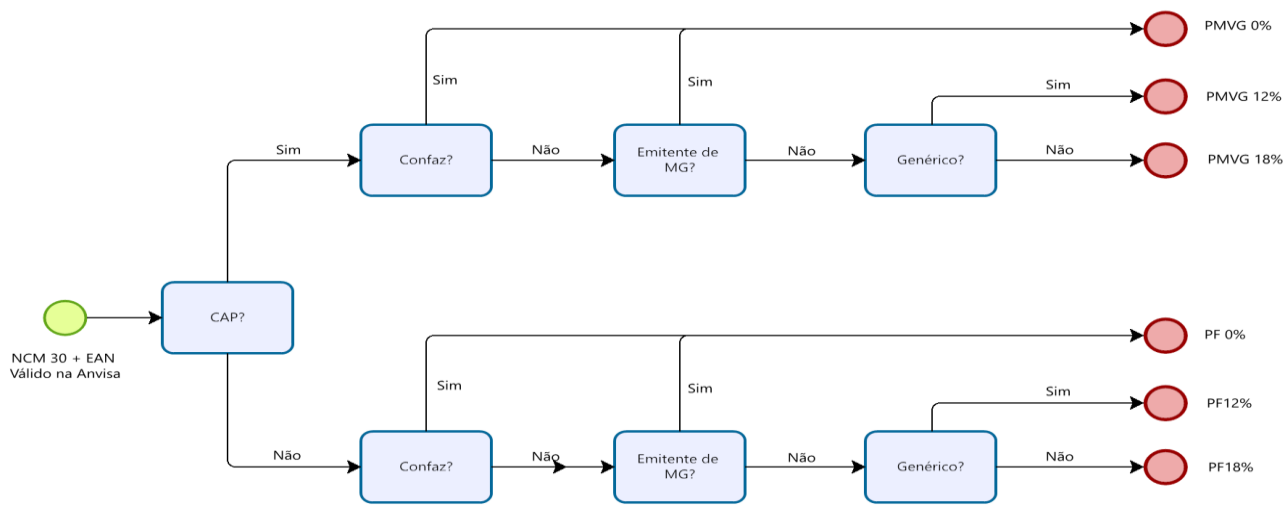 PMVG 0%
Sim
Sim
Sim
PMVG 12%
Sim
Confaz?
Não
Emitente de
MG?
Não
Genérico?
Não
PMVG 18%
CAP?
NCM 30 + EAN
Válido na Anvisa
PF 0%
Sim
Sim
Sim
PF12%
Não
Confaz?
Não
Emitente de
MG?
Não
Genérico?
Não
PF18%